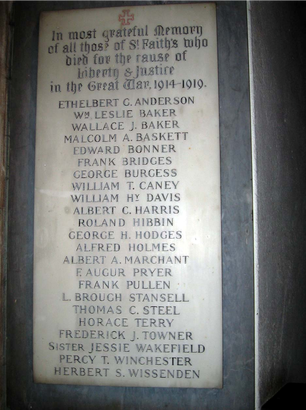 In most grateful Memory
of all those of St Faith's who
died for the cause of
Liberty & Justice
in the Great War. 1914-1919.
ETHELBERT G. ANDERSON
WM LESLIE BAKER
WALLACE J. BAKER
MALCOLM A. BASKETT
EDWARD BONNER
FRANK BRIDGES
GEORGE BURGESS
WILLIAM T. CANEY
WILLIAM HY DAVIS
ALBERT C. HARRIS
ROLAND HIBBIN
GEORGE H. HODGES
ALFRED HOLMES
ALBERT A. MARCHANT
F. AUGUR PRYER
FRANK PULLEN
L. BROUGH STANSELL
THOMAS C. STEEL
HORACE TERRY
FREDERICK J. TOWNER
SISTER JESSIE WAKEFIELD
PERCY T. WINCHESTER
HERBERT S. WISSENDEN